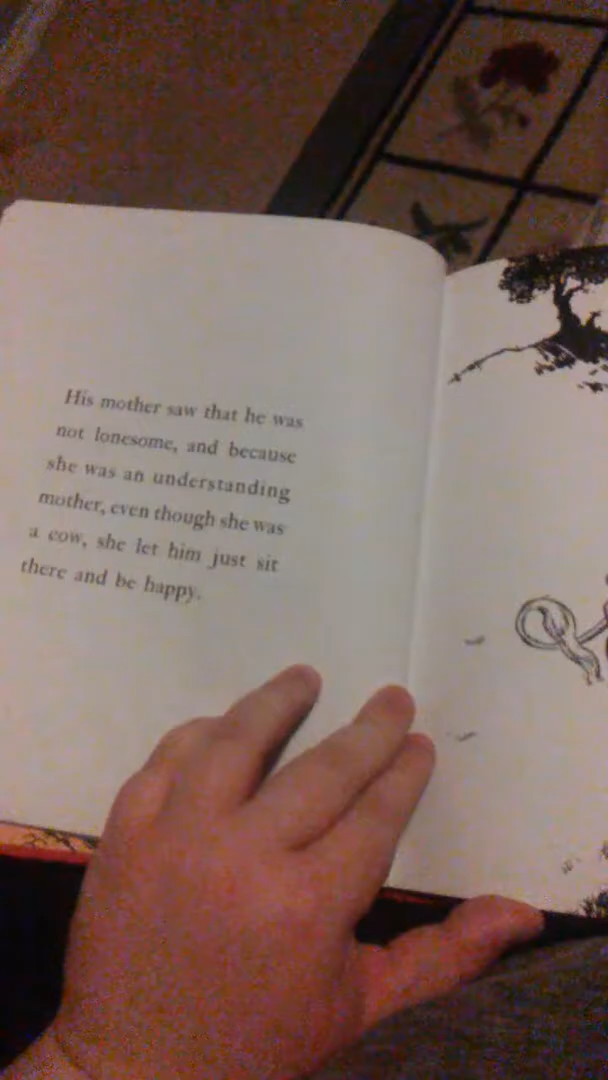 His mother saw that he was
not lonesome, and because
she was an understanding
mother, even though she was
a cow, she let him just sit
there and be happy.